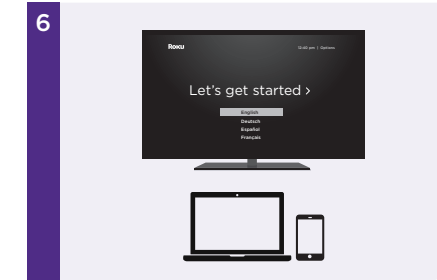 6
Roku 12:40 pm | Options
Let's get started >
English
Deutsch
Español
Français